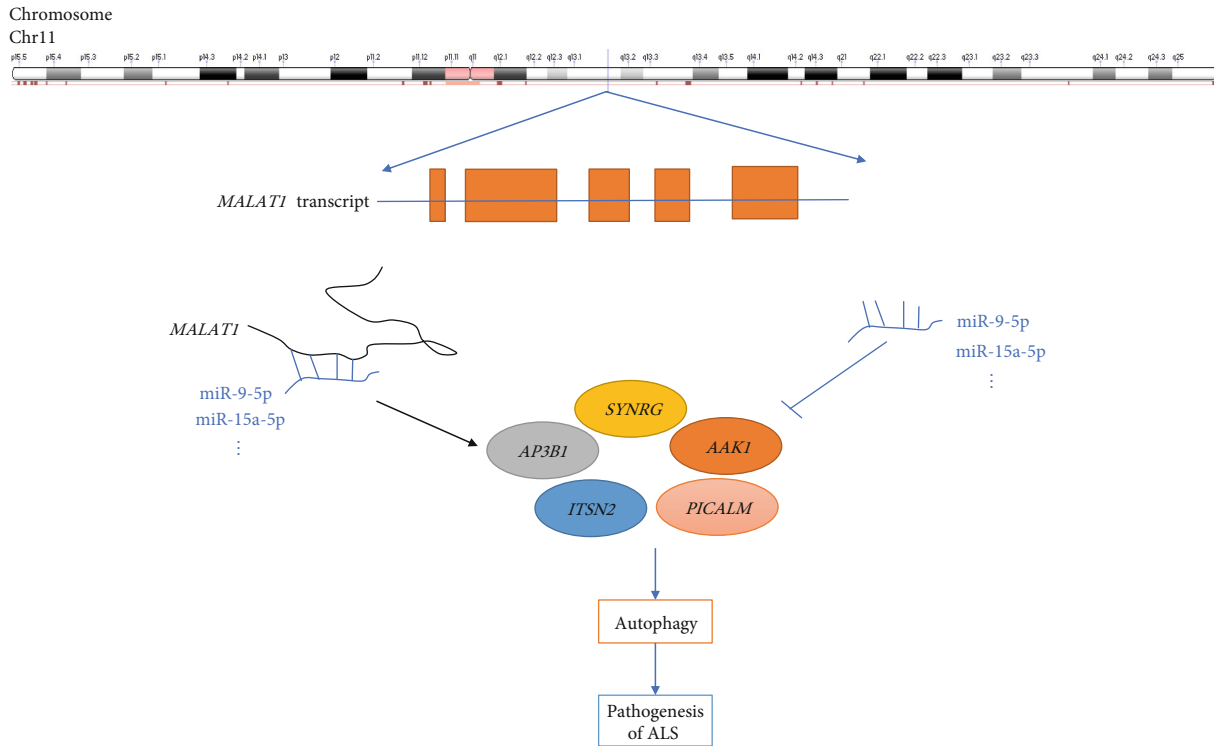 Chromosome
Chr11
p15.5 p15.4 p15.3 p15.2 p15.1 p14.3 p14.2 p14.1 p13 p12 p11.2 p11.12 p11.11 q11 q12.1 q12.2 q12.3 q13.1 q13.2 q13.3 q13.4 q13.5 q14.1 q14.2 q14.3 q21 q22.1 q22.2 q22.3 q23.1 q23.2 q23.3 q24.1 q24.2 q24.3 q25
MALAT1 transcript
MALAT1
miR-9-5p
miR-15a-5p
⋮
miR-9-5p
miR-15a-5p
⋮
SYNRG
AP3B1
AAK1
ITSN2
PICALM
Autophagy
Pathogenesis
of ALS